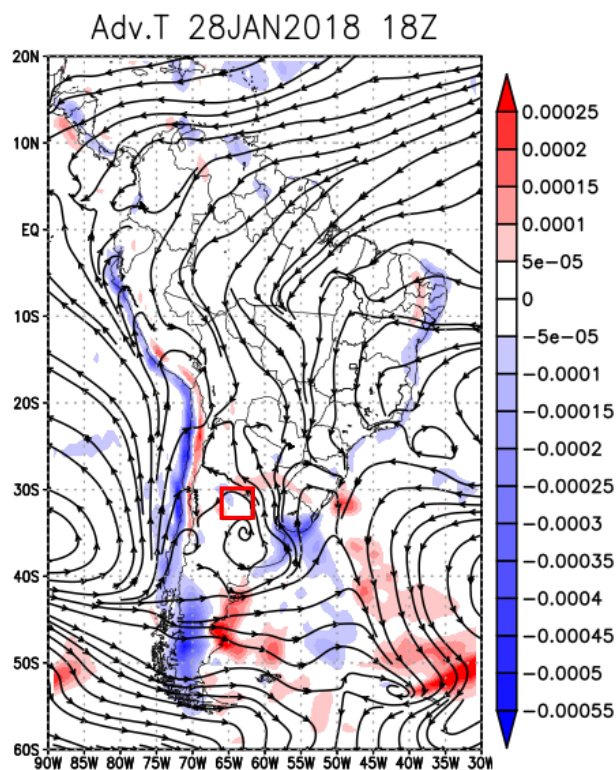 Adv.T 28JAN2018 18Z
20N
10N
EQ
10S
20S
30S
40S
50S
60S
90W 85W 80W 75W 70W 65W 60W 55W 50W 45W 40W 35W 30W
0.00025
0.0002
0.00015
0.0001
5e-05
0
-5e-05
-0.0001
-0.00015
-0.0002
-0.00025
-0.0003
-0.00035
-0.0004
-0.00045
-0.0005
-0.00055